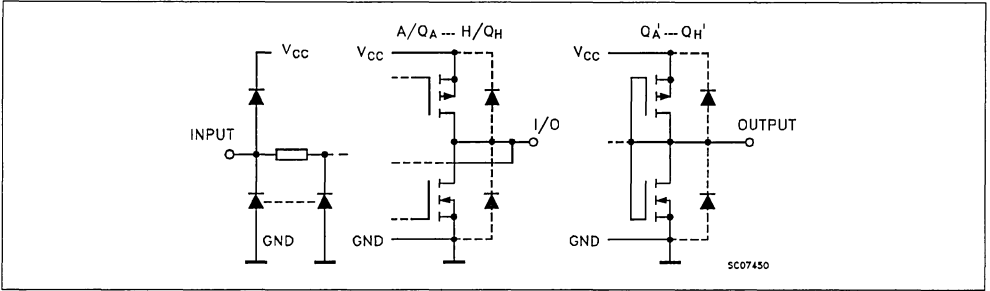 A/QA --- H/QH
QA' --- QH'
VCC
VCC
VCC
INPUT
I/O
OUTPUT
GND
GND
GND
SC07450